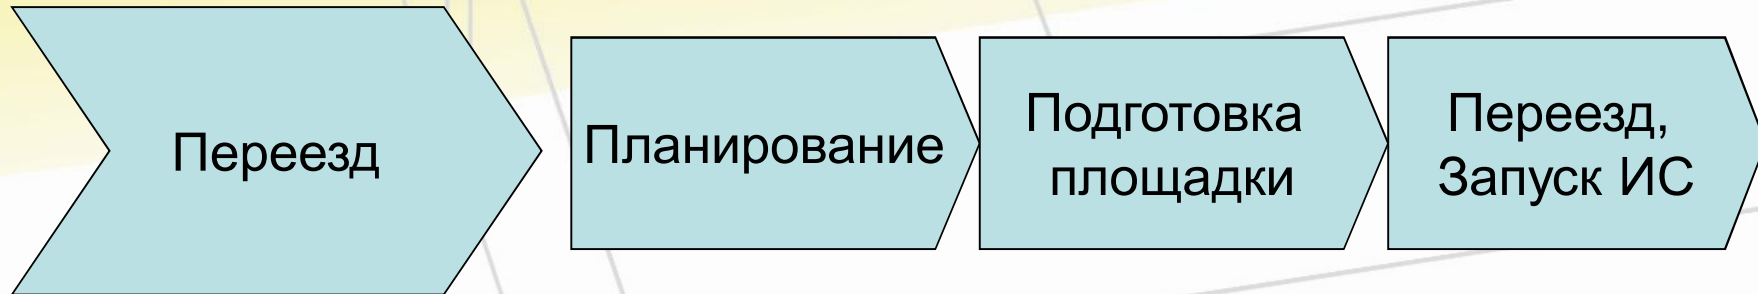 Переезд
Планирование
Подготовка
площадки
Переезд,
Запуск ИС